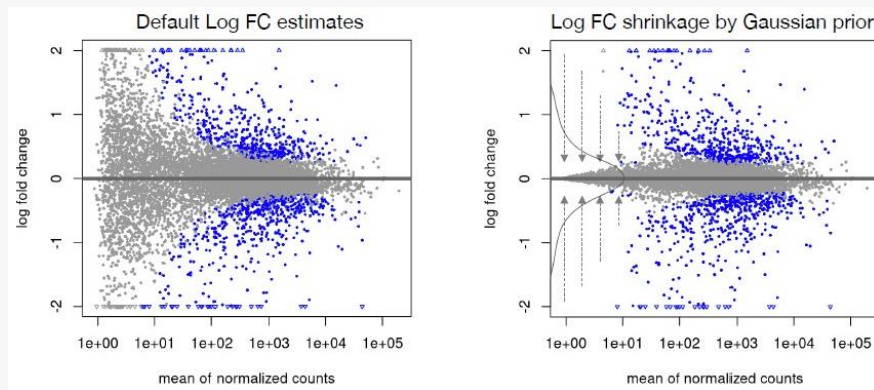 Default Log FC estimates
2
1
0
-1
-2
log fold change
1e+00 1e+01 1e+02 1e+03 1e+04 1e+05
mean of normalized counts
Log FC shrinkage by Gaussian prior
2
1
0
-1
-2
log fold change
1e+00 1e+01 1e+02 1e+03 1e+04 1e+05
mean of normalized counts